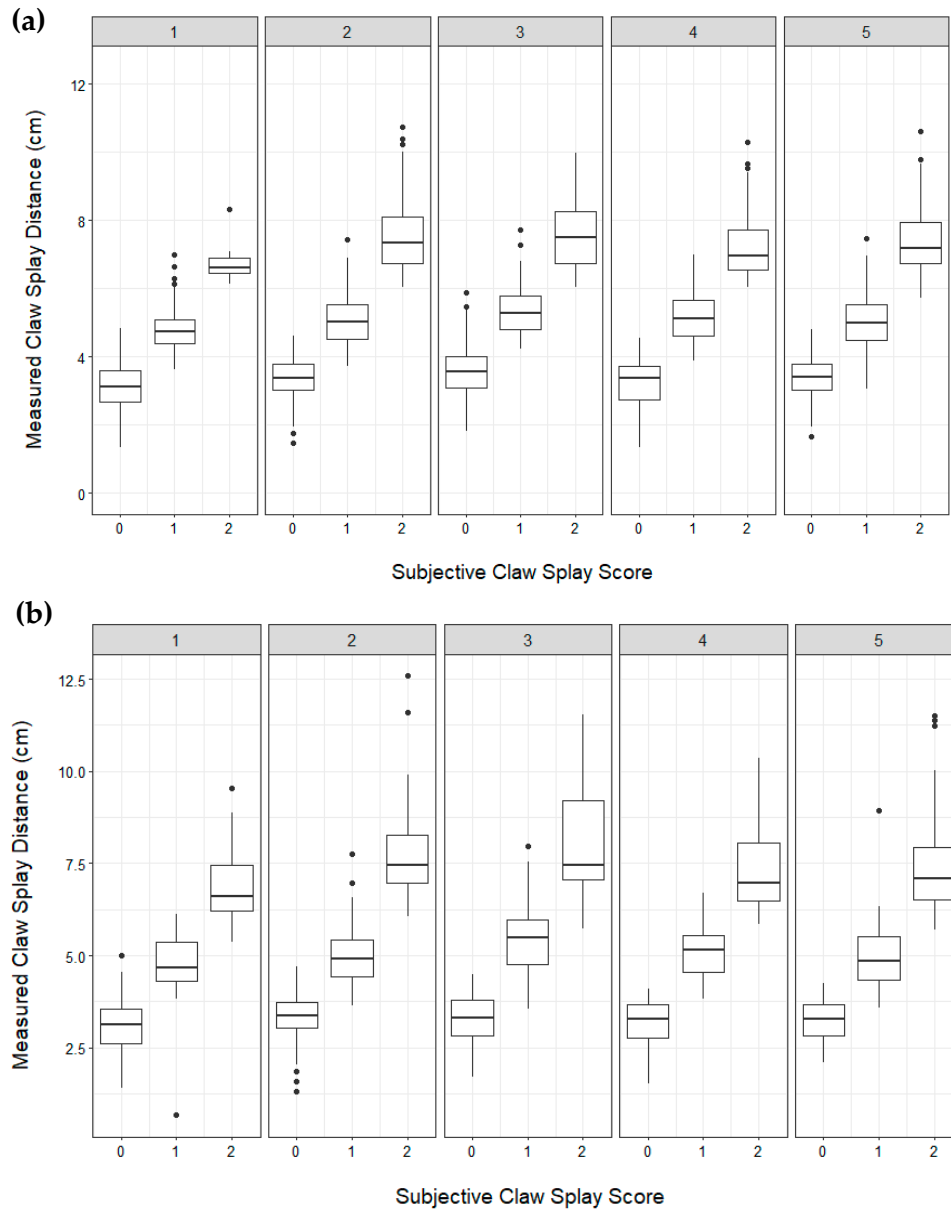 (a)
1 2 3 4 5
Measured Claw Splay Distance (cm)
12
8
4
0
0 1 2 0 1 2 0 1 2 0 1 2 0 1 2
Subjective Claw Splay Score
(b)
1 2 3 4 5
Measured Claw Splay Distance (cm)
12.5
10.0
7.5
5.0
2.5
0 1 2 0 1 2 0 1 2 0 1 2 0 1 2
Subjective Claw Splay Score